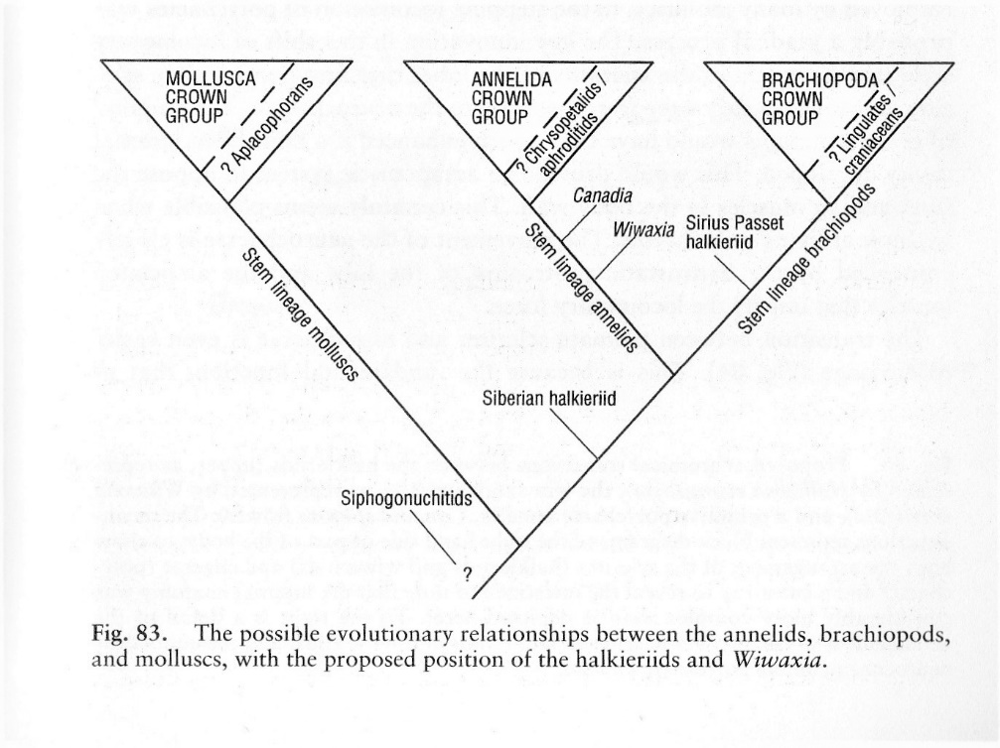 MOLLUSCA
CROWN
GROUP
? Aplacophorans
ANNELIDA
CROWN
GROUP
? Chrysopetalids /
aphroditids
BRACHIOPODA
CROWN
GROUP
? Lingulates /
craniaceans
Canadia
Wiwaxia
Sirius Passet
halkieriid
Stem lineage molluscs
Stem lineage annelids
Stem lineage brachiopods
Siberian halkieriid
Siphogonuchitids
?
Fig. 83. The possible evolutionary relationships between the annelids, brachiopods,
and molluscs, with the proposed position of the halkieriids and Wiwaxia.